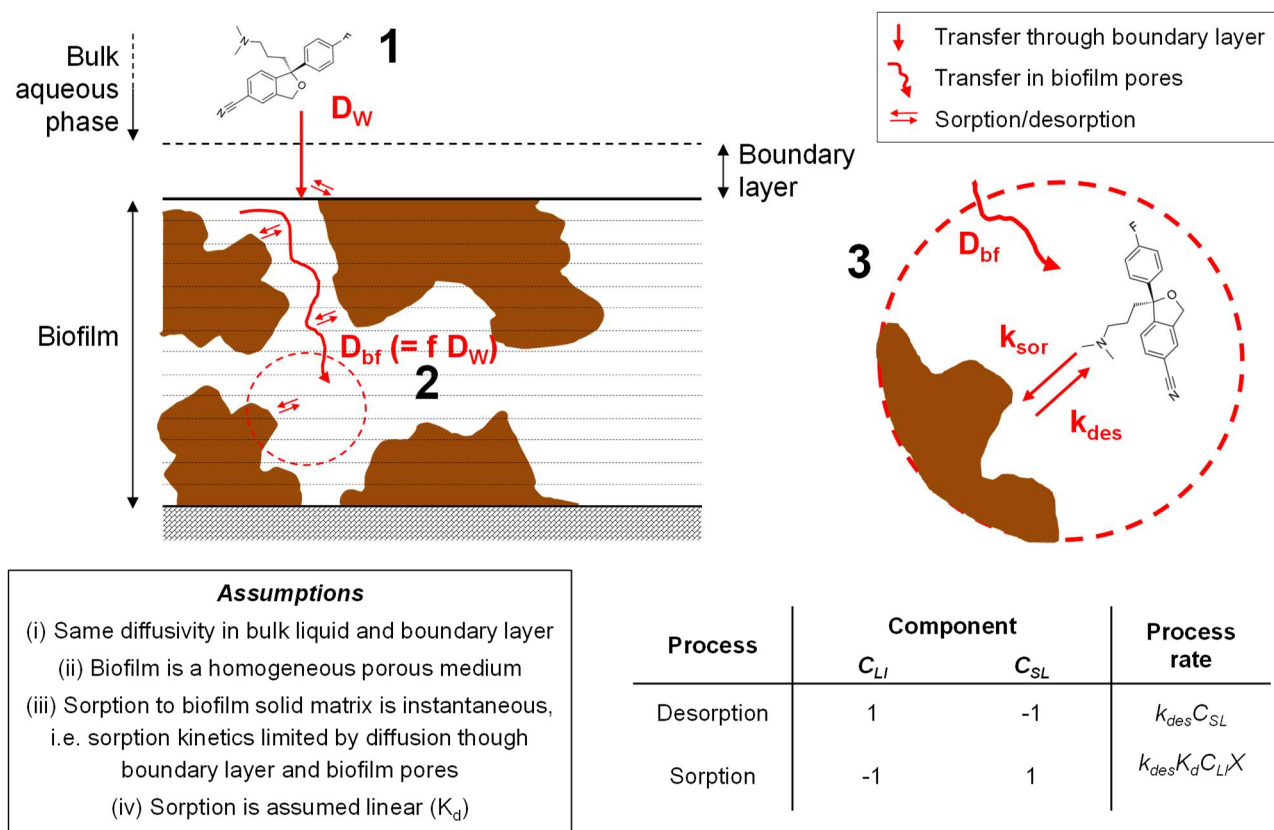 Bulk
aqueous
phase
1
F
N
O
N
D_W
Transfer through boundary layer
Transfer in biofilm pores
Sorption/desorption
Boundary
layer
Biofilm
D_bf (= f D_W)
2
3
D_bf
F
O
N
N
k_sor
k_des
Assumptions
(i) Same diffusivity in bulk liquid and boundary layer
(ii) Biofilm is a homogeneous porous medium
(iii) Sorption to biofilm solid matrix is instantaneous,
i.e. sorption kinetics limited by diffusion though
boundary layer and biofilm pores
(iv) Sorption is assumed linear (K_d)
Process Component Process rate
C_LI C_SL
Desorption 1 -1 k_des C_SL
Sorption -1 1 k_des K_d C_LI X